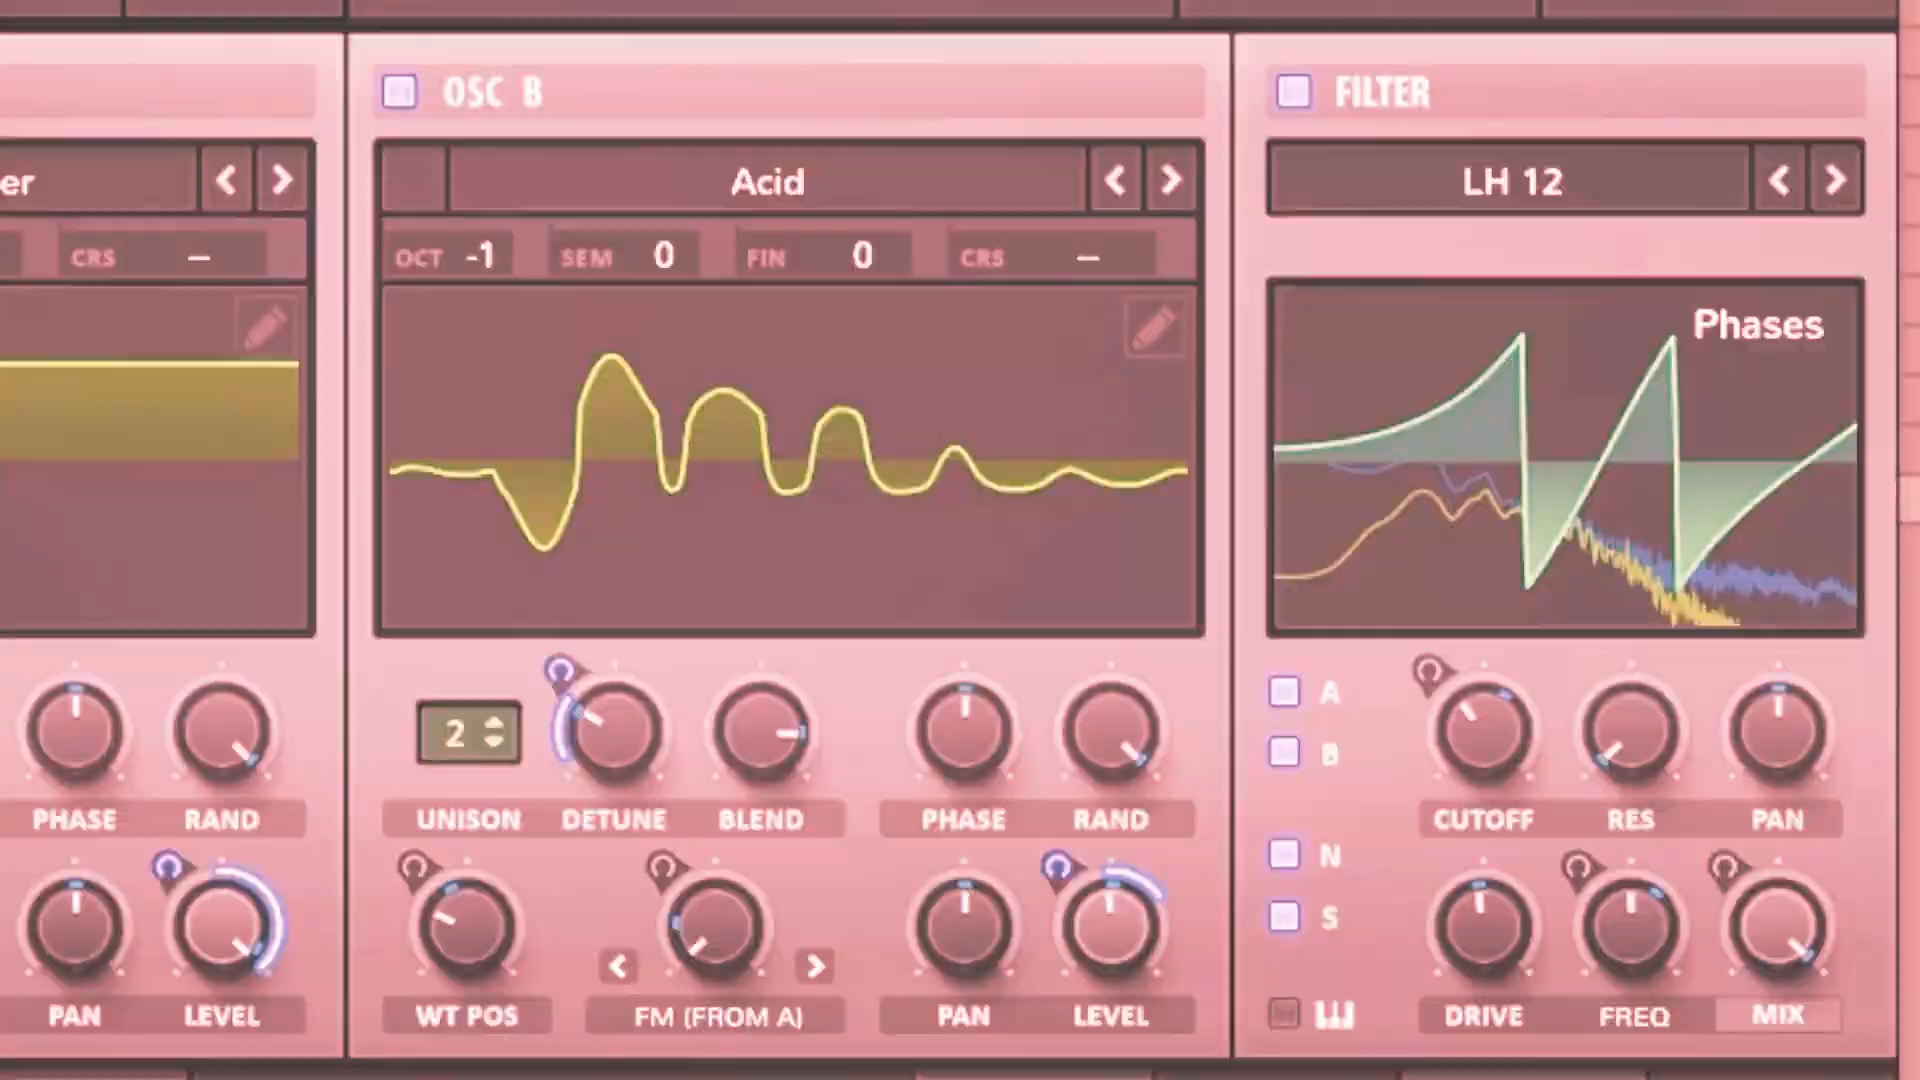 OSC B
FILTER
er
Acid
LH 12
CRS –
OCT -1
SEM 0
FIN 0
CRS –
Phases
A
2
B
PHASE
RAND
UNISON
DETUNE
BLEND
PHASE
RAND
CUTOFF
RES
PAN
N
S
PAN
LEVEL
WT POS
FM (FROM A)
PAN
LEVEL
DRIVE
FREQ
MIX